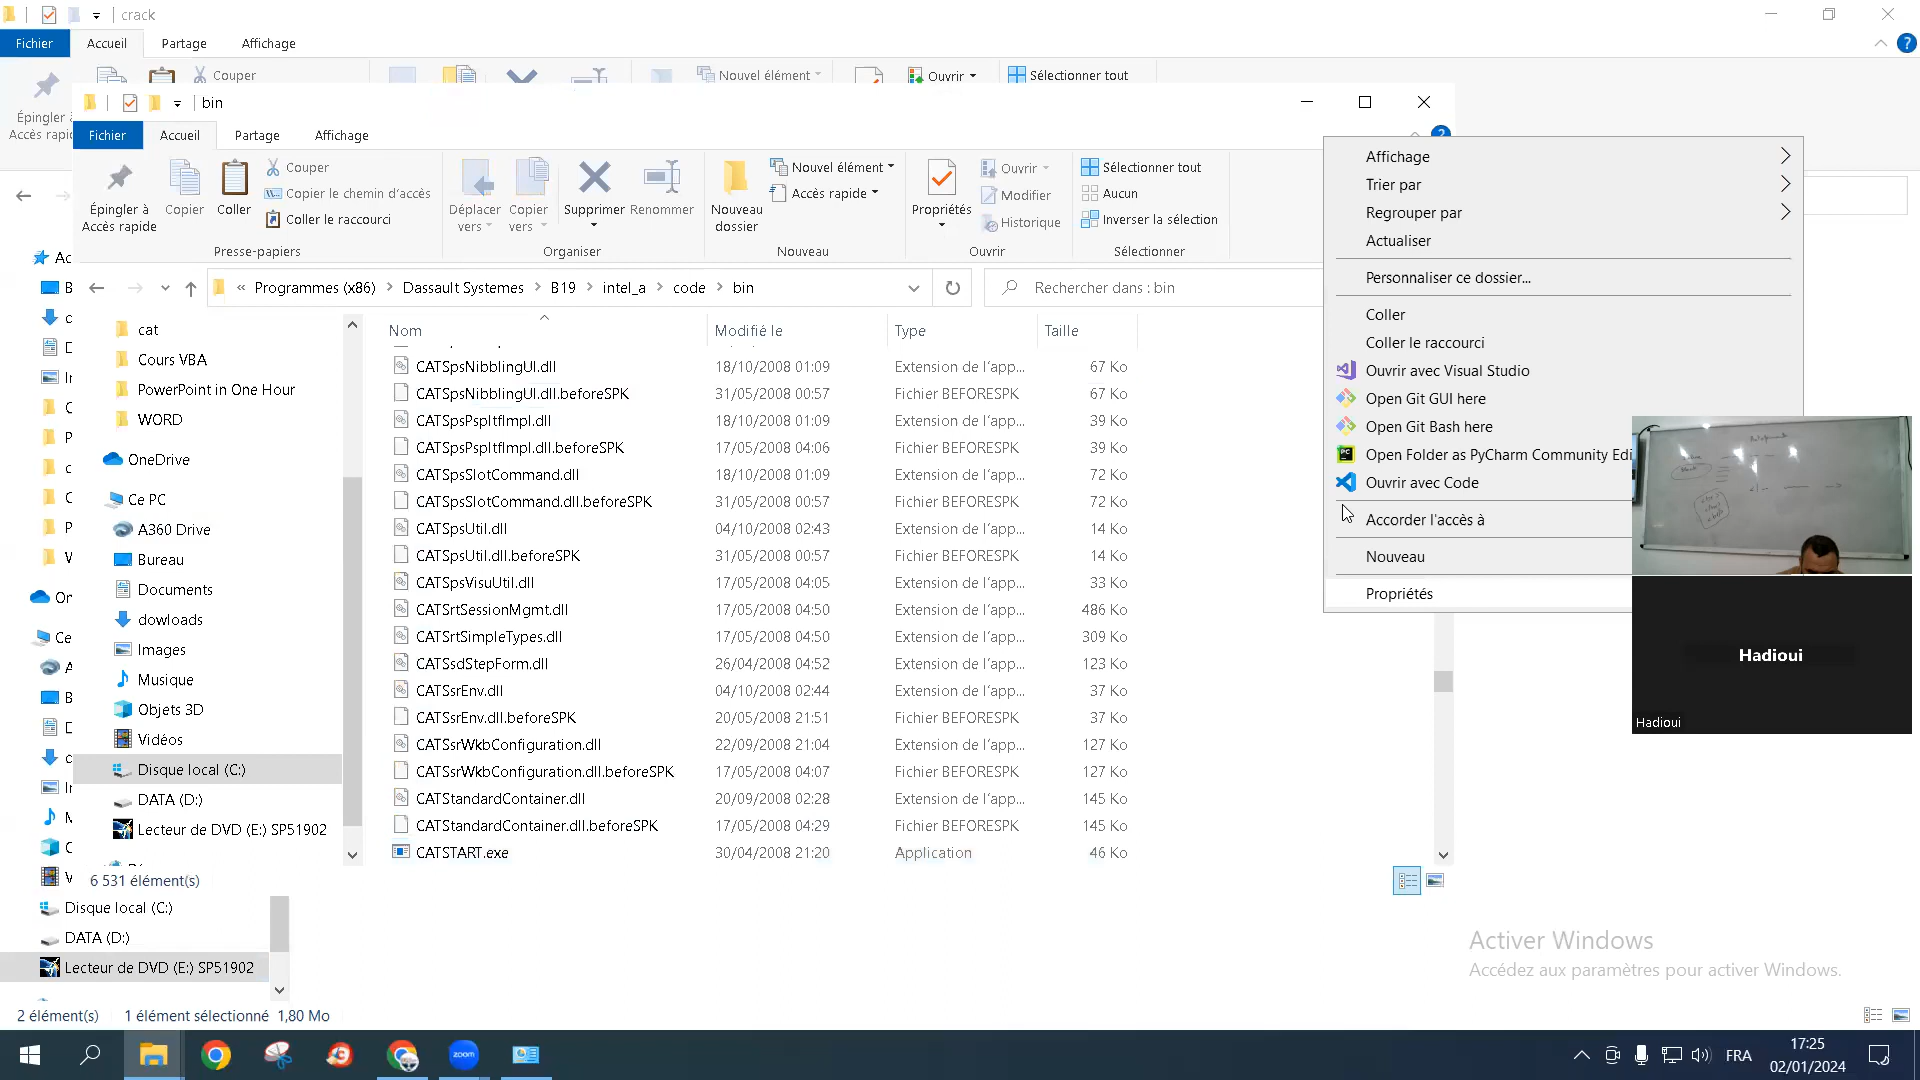 crack
Fichier Accueil Partage Affichage
Couper Nouvel élément Ouvrir Sélectionner tout
Épingler à
Accès rapi
bin
Fichier Accueil Partage Affichage
Épingler à
Accès rapide
Copier
Coller
Couper
Copier le chemin d'accès
Coller le raccourci
Presse-papiers
Déplacer
vers
Copier
vers
Supprimer
Renommer
Organiser
Nouveau
dossier
Nouvel élément
Accès rapide
Nouveau
Propriétés
Ouvrir
Modifier
Historique
Ouvrir
Sélectionner tout
Aucun
Inverser la sélection
Sélectionner
« Programmes (x86) > Dassault Systemes > B19 > intel_a > code > bin
Rechercher dans : bin
cat
Cours VBA
PowerPoint in One Hour
WORD
OneDrive
Ce PC
A360 Drive
Bureau
Documents
dowloads
Images
Musique
Objets 3D
Vidéos
Disque local (C:)
DATA (D:)
Lecteur de DVD (E:) SP51902
Nom Modifié le Type Taille
CATSpsNibblingUI.dll 18/10/2008 01:09 Extension de l'app... 67 Ko
CATSpsNibblingUI.dll.beforeSPK 31/05/2008 00:57 Fichier BEFORESPK 67 Ko
CATSpsPspItfImpl.dll 18/10/2008 01:09 Extension de l'app... 39 Ko
CATSpsPspItfImpl.dll.beforeSPK 17/05/2008 04:06 Fichier BEFORESPK 39 Ko
CATSpsSlotCommand.dll 18/10/2008 01:09 Extension de l'app... 72 Ko
CATSpsSlotCommand.dll.beforeSPK 31/05/2008 00:57 Fichier BEFORESPK 72 Ko
CATSpsUtil.dll 04/10/2008 02:43 Extension de l'app... 14 Ko
CATSpsUtil.dll.beforeSPK 31/05/2008 00:57 Fichier BEFORESPK 14 Ko
CATSpsVisuUtil.dll 17/05/2008 04:05 Extension de l'app... 33 Ko
CATSrtSessionMgmt.dll 17/05/2008 04:50 Extension de l'app... 486 Ko
CATSrtSimpleTypes.dll 17/05/2008 04:50 Extension de l'app... 309 Ko
CATSsdStepForm.dll 26/04/2008 04:52 Extension de l'app... 123 Ko
CATSsrEnv.dll 04/10/2008 02:44 Extension de l'app... 37 Ko
CATSsrEnv.dll.beforeSPK 20/05/2008 21:51 Fichier BEFORESPK 37 Ko
CATSsrWkbConfiguration.dll 22/09/2008 21:04 Extension de l'app... 127 Ko
CATSsrWkbConfiguration.dll.beforeSPK 17/05/2008 04:07 Fichier BEFORESPK 127 Ko
CATStandardContainer.dll 20/09/2008 02:28 Extension de l'app... 145 Ko
CATStandardContainer.dll.beforeSPK 17/05/2008 04:29 Fichier BEFORESPK 145 Ko
CATSTART.exe 30/04/2008 21:20 Application 46 Ko
6 531 élément(s)
Affichage
Trier par
Regrouper par
Actualiser
Personnaliser ce dossier...
Coller
Coller le raccourci
Ouvrir avec Visual Studio
Open Git GUI here
Open Git Bash here
Open Folder as PyCharm Community Edi
Ouvrir avec Code
Accorder l'accès à
Nouveau
Propriétés
Hadioui
Hadioui
Disque local (C:)
DATA (D:)
Lecteur de DVD (E:) SP51902
Activer Windows
Accédez aux paramètres pour activer Windows.
2 élément(s) 1 élément sélectionné 1,80 Mo
zoom
FRA
17:25
02/01/2024